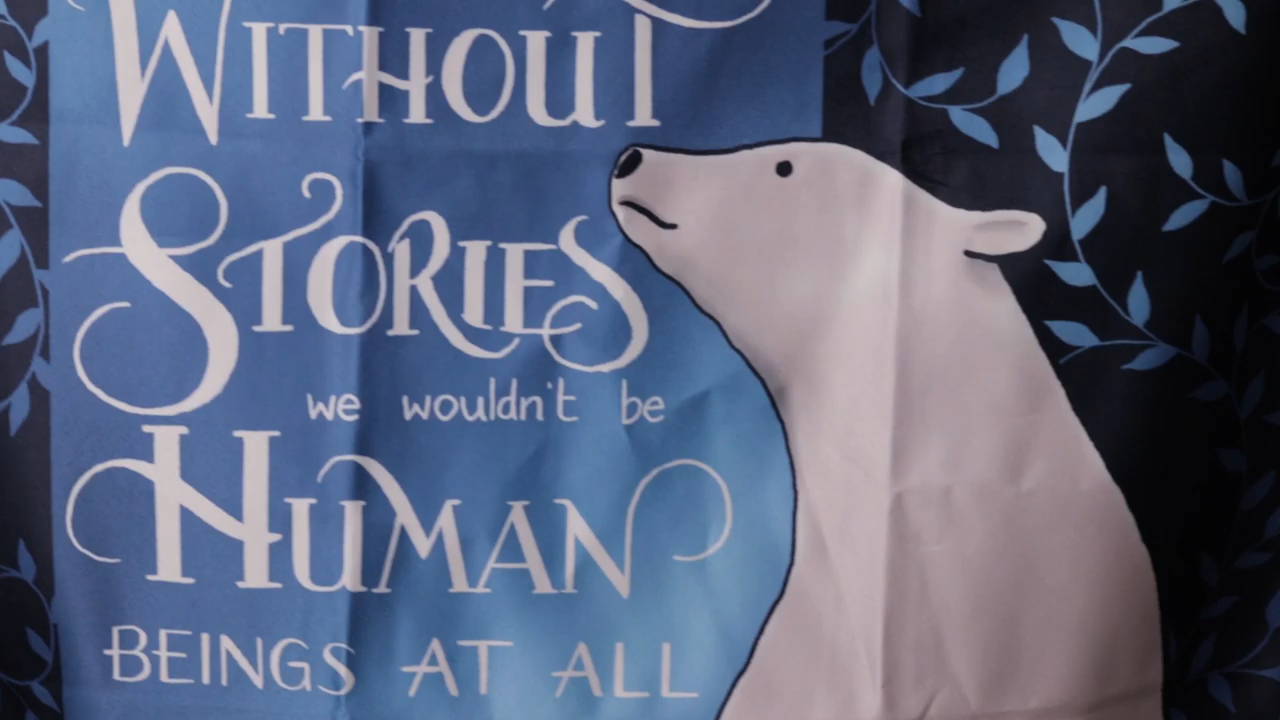 WITHOUT
STORIES
we wouldn't be
HUMAN
BEINGS AT ALL